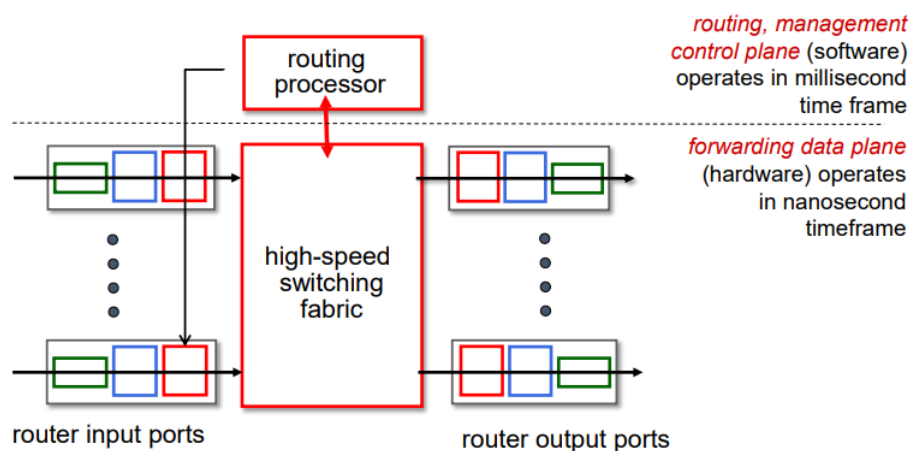 routing, management
control plane (software)
operates in millisecond
time frame
routing
processor
forwarding data plane
(hardware) operates
in nanosecond
timeframe
high-speed
switching
fabric
router input ports
router output ports